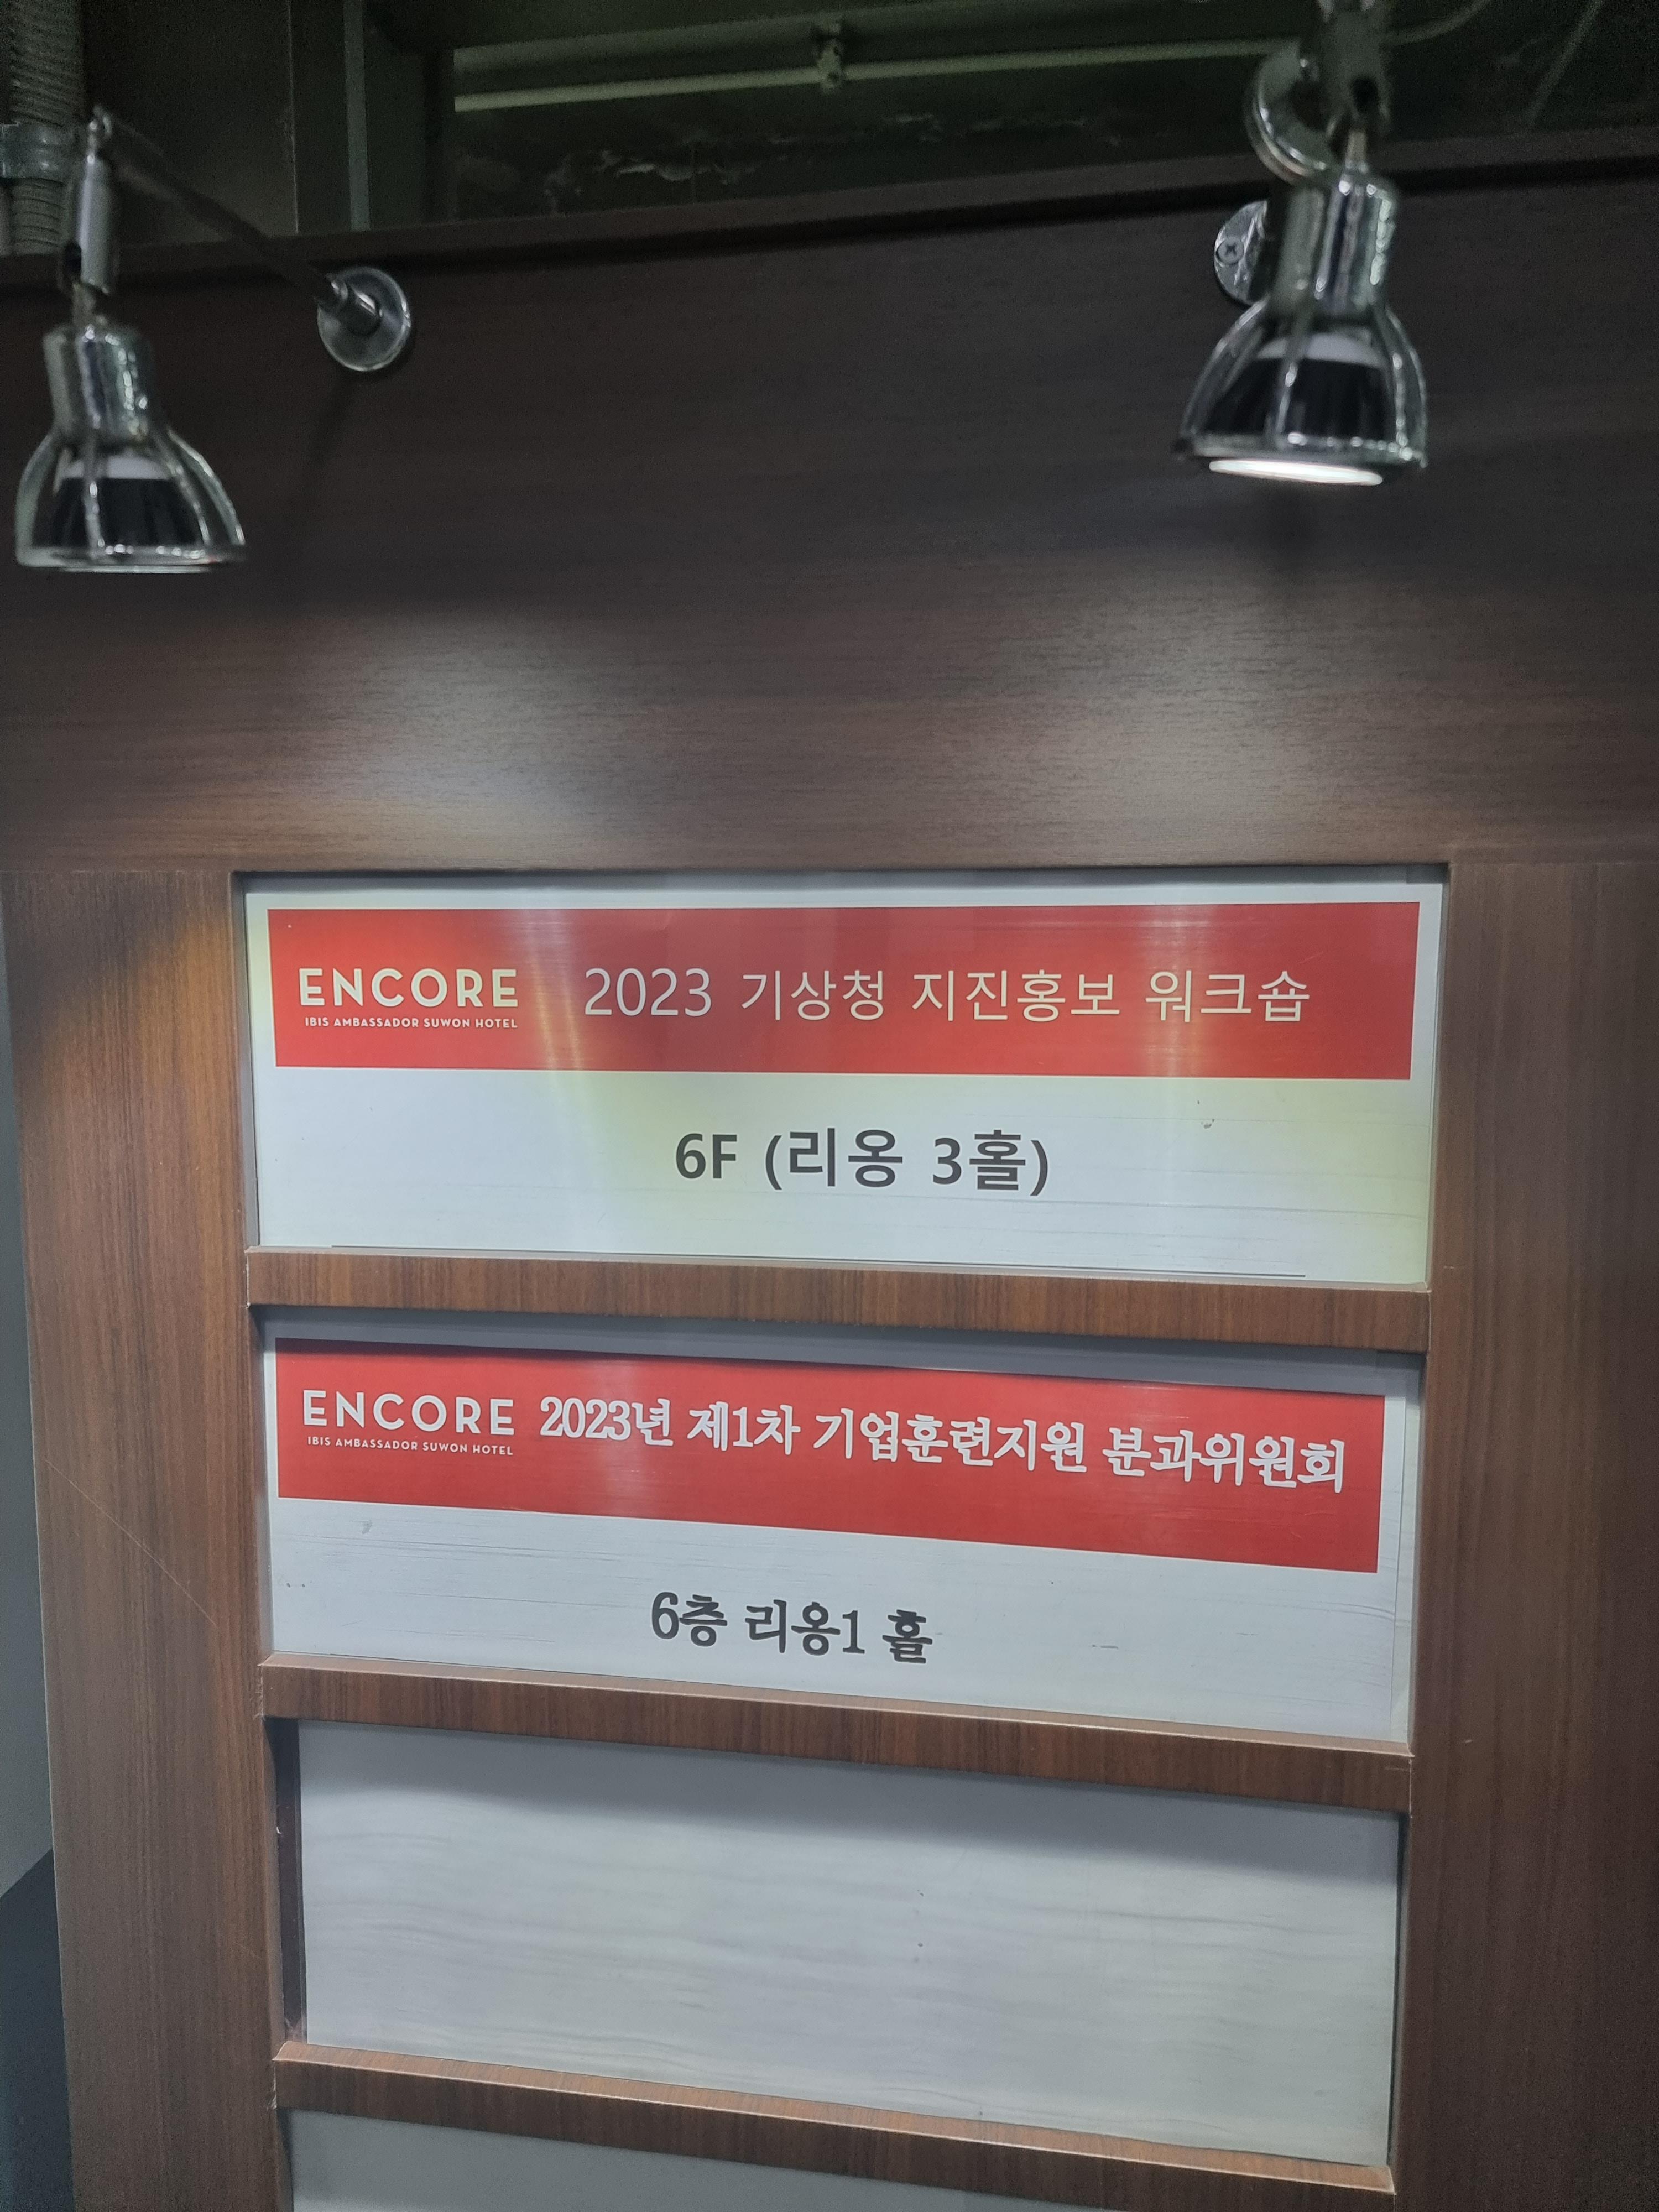 ENCORE 2023 기상청 지진홍보 워크숍
IBIS AMBASSADOR SUWON HOTEL
6F (리옹 3홀)
ENCORE 2023년 제1차 기업훈련지원 분과위원회
IBIS AMBASSADOR SUWON HOTEL
6층 리옹1 홀